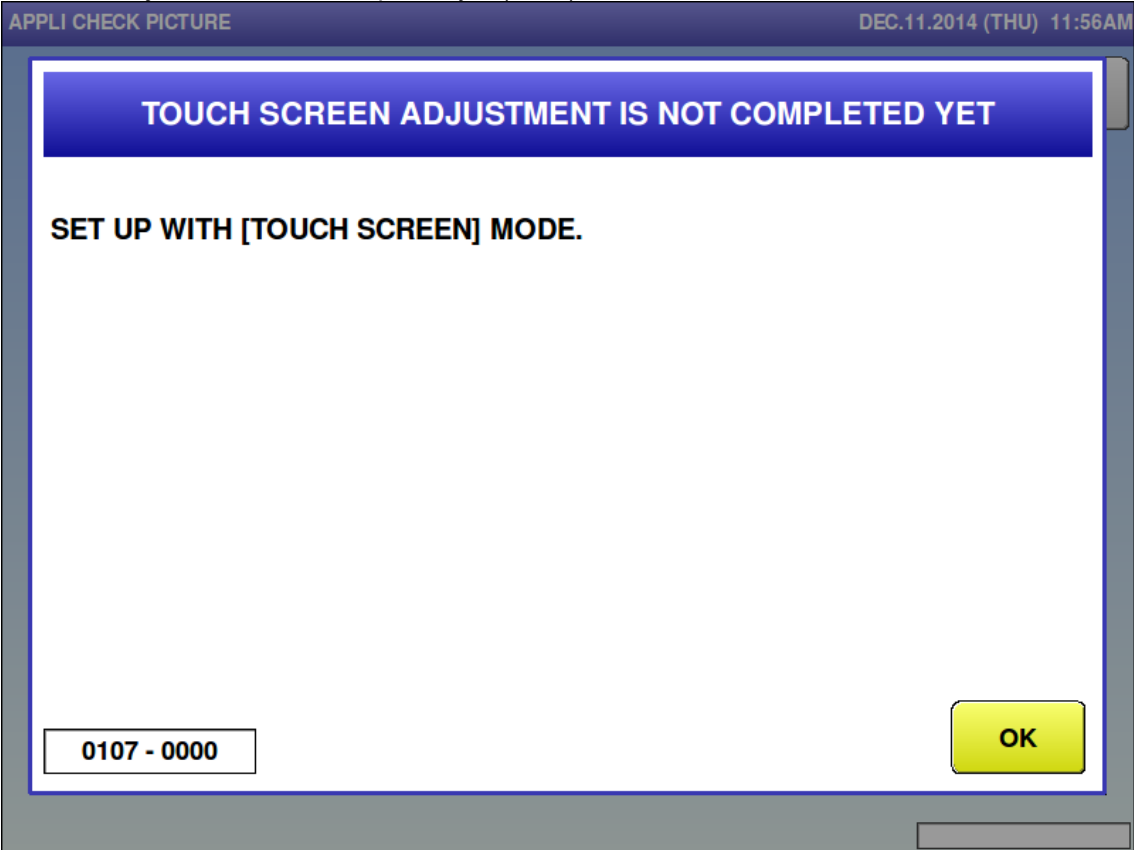 APPLI CHECK PICTURE
DEC.11.2014 (THU) 11:56AM
TOUCH SCREEN ADJUSTMENT IS NOT COMPLETED YET
SET UP WITH [TOUCH SCREEN] MODE.
0107 - 0000
OK